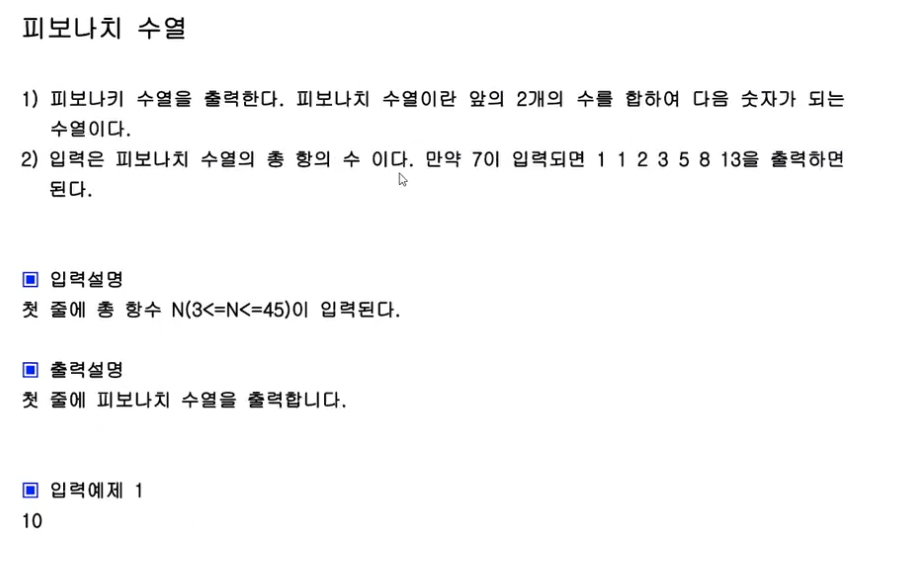 피보나치 수열
1) 피보나키 수열을 출력한다. 피보나치 수열이란 앞의 2개의 수를 합하여 다음 숫자가 되는
수열이다.
2) 입력은 피보나치 수열의 총 항의 수 이다. 만약 7이 입력되면 1 1 2 3 5 8 13을 출력하면
된다.
▣ 입력설명
첫 줄에 총 항수 N(3<=N<=45)이 입력된다.
▣ 출력설명
첫 줄에 피보나치 수열을 출력합니다.
▣ 입력예제 1
10